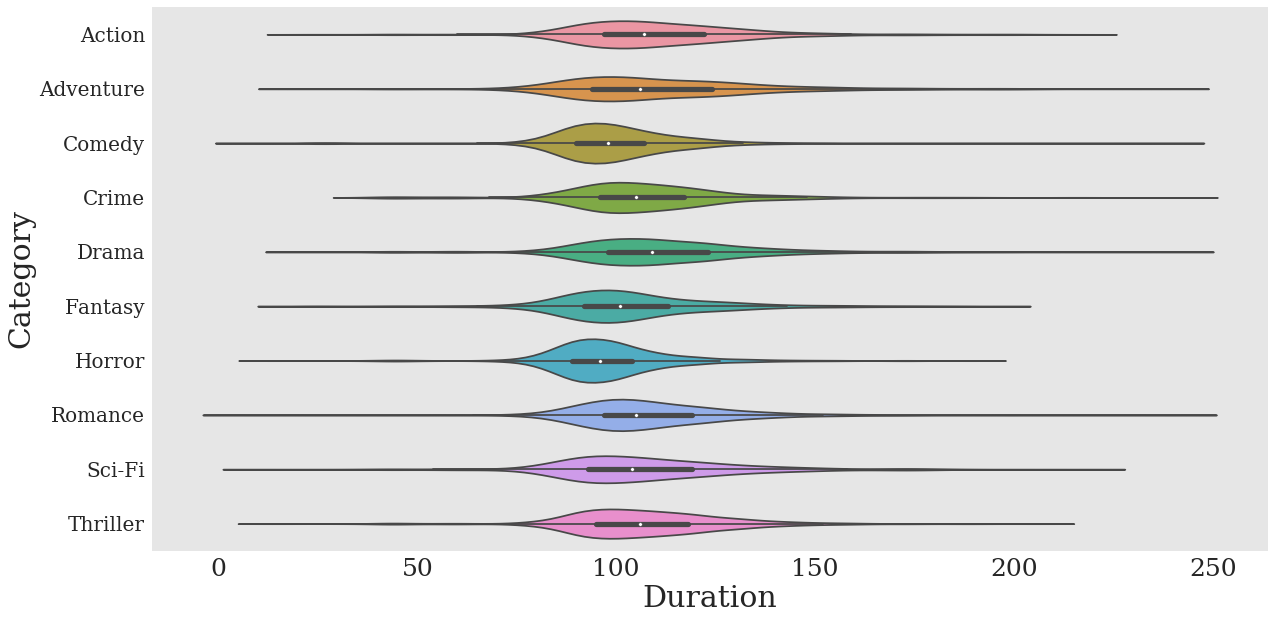 Category
Action
Adventure
Comedy
Crime
Drama
Fantasy
Horror
Romance
Sci-Fi
Thriller
0 50 100 150 200 250
Duration